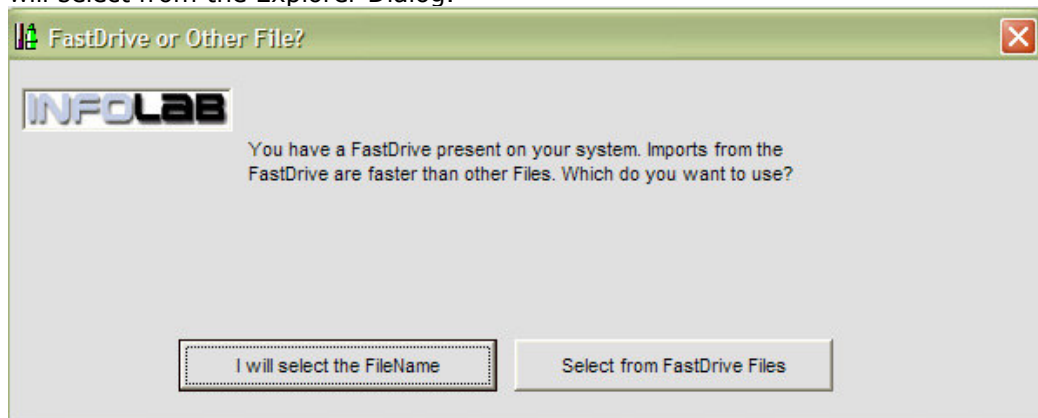 will select from the Explorer Dialog.
FastDrive or Other File?
INFOLAB
You have a FastDrive present on your system. Imports from the
FastDrive are faster than other Files. Which do you want to use?
I will select the FileName
Select from FastDrive Files